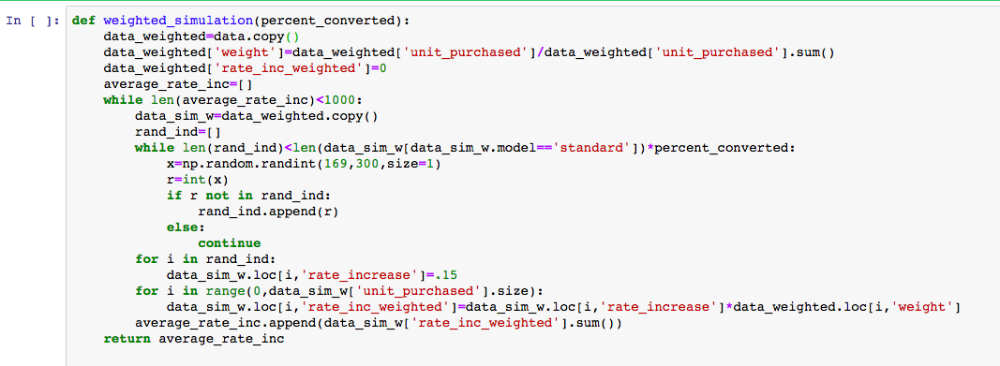 In [ ]: def weighted_simulation(percent_converted):
    data_weighted=data.copy()
    data_weighted['weight']=data_weighted['unit_purchased']/data_weighted['unit_purchased'].sum()
    data_weighted['rate_inc_weighted']=0
    average_rate_inc=[]
    while len(average_rate_inc)<1000:
        data_sim_w=data_weighted.copy()
        rand_ind=[]
        while len(rand_ind)<len(data_sim_w[data_sim_w.model=='standard'])*percent_converted:
            x=np.random.randint(169,300,size=1)
            r=int(x)
            if r not in rand_ind:
                rand_ind.append(r)
            else:
                continue
        for i in rand_ind:
            data_sim_w.loc[i,'rate_increase']=.15
        for i in range(0,data_sim_w['unit_purchased'].size):
            data_sim_w.loc[i,'rate_inc_weighted']=data_sim_w.loc[i,'rate_increase']*data_weighted.loc[i,'weight']
        average_rate_inc.append(data_sim_w['rate_inc_weighted'].sum())
    return average_rate_inc